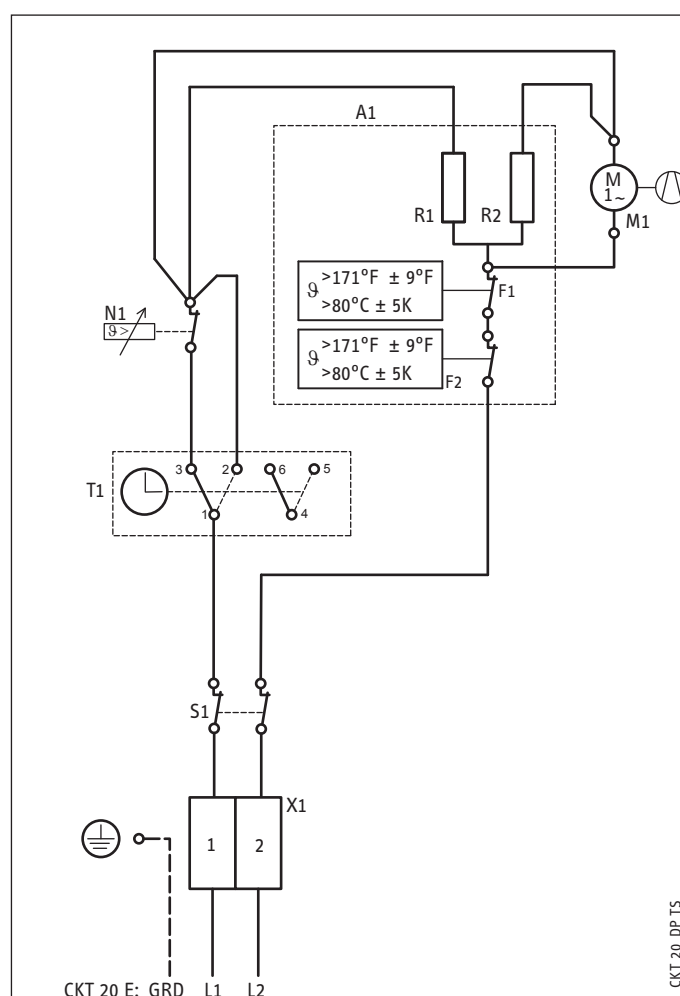 A1
M
1~
M1
R1
R2
ϑ >171°F ± 9°F
>80°C ± 5K
F1
N1
ϑ>
ϑ >171°F ± 9°F
>80°C ± 5K
F2
T1
3
2
6
5
1
4
S1
X1
1
2
CKT 20 E: GRD L1 L2
CKT 20 DP TS